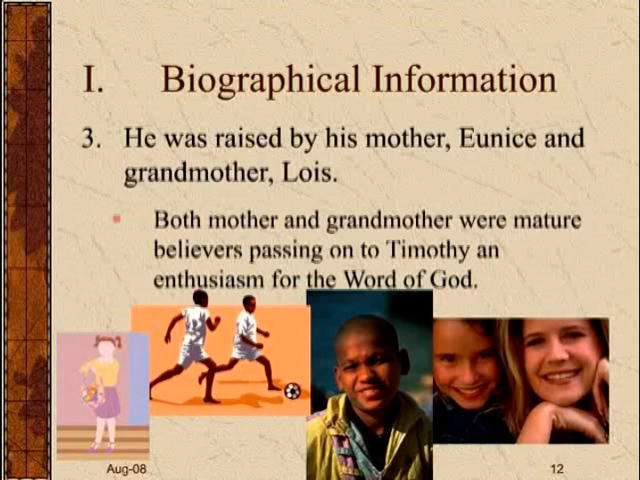 I. Biographical Information
3. He was raised by his mother, Eunice and
grandmother, Lois.
Both mother and grandmother were mature
believers passing on to Timothy an
enthusiasm for the Word of God.
Aug-08
12